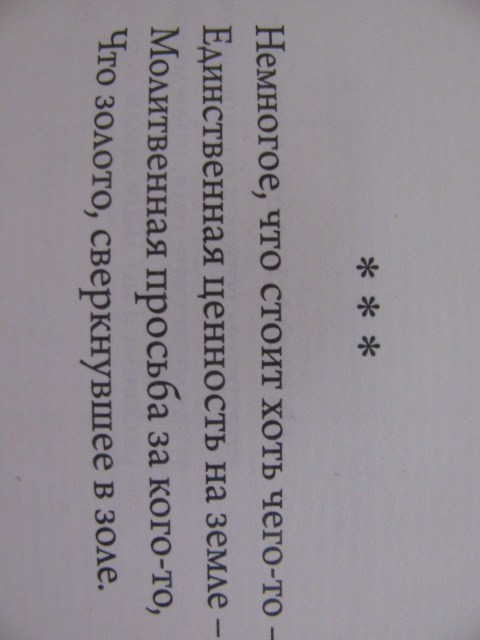 * * *
Немногое, что стоит хоть чего-то –
Единственная ценность на земле –
Молитвенная просьба за кого-то,
Что золото, сверкнувшее в золе.